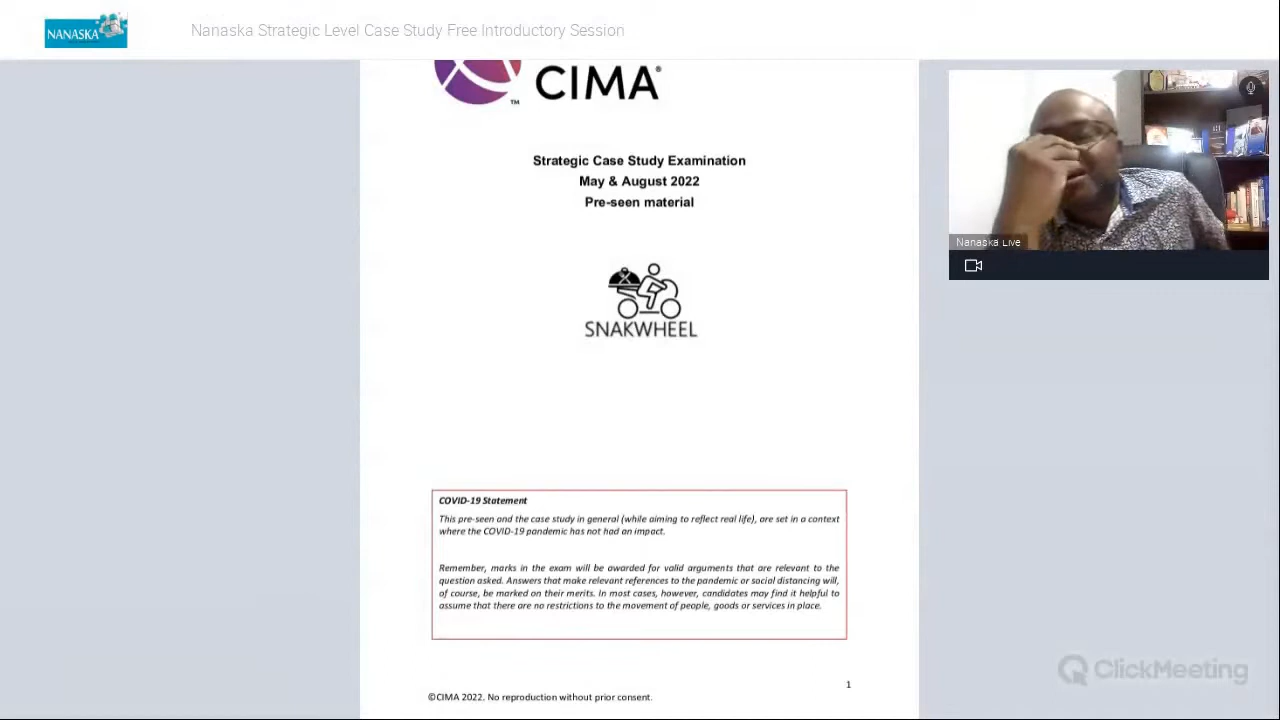 NANASKA
Nanaska Strategic Level Case Study Free Introductory Session
CIMA®
™
Strategic Case Study Examination
May & August 2022
Pre-seen material
SNAKWHEEL
COVID-19 Statement
This pre-seen and the case study in general (while aiming to reflect real life), are set in a context
where the COVID-19 pandemic has not had an impact.
Remember, marks in the exam will be awarded for valid arguments that are relevant to the
question asked. Answers that make relevant references to the pandemic or social distancing will,
of course, be marked on their merits. In most cases, however, candidates may find it helpful to
assume that there are no restrictions to the movement of people, goods or services in place.
1
©CIMA 2022. No reproduction without prior consent.
Nanaska Live
ClickMeeting